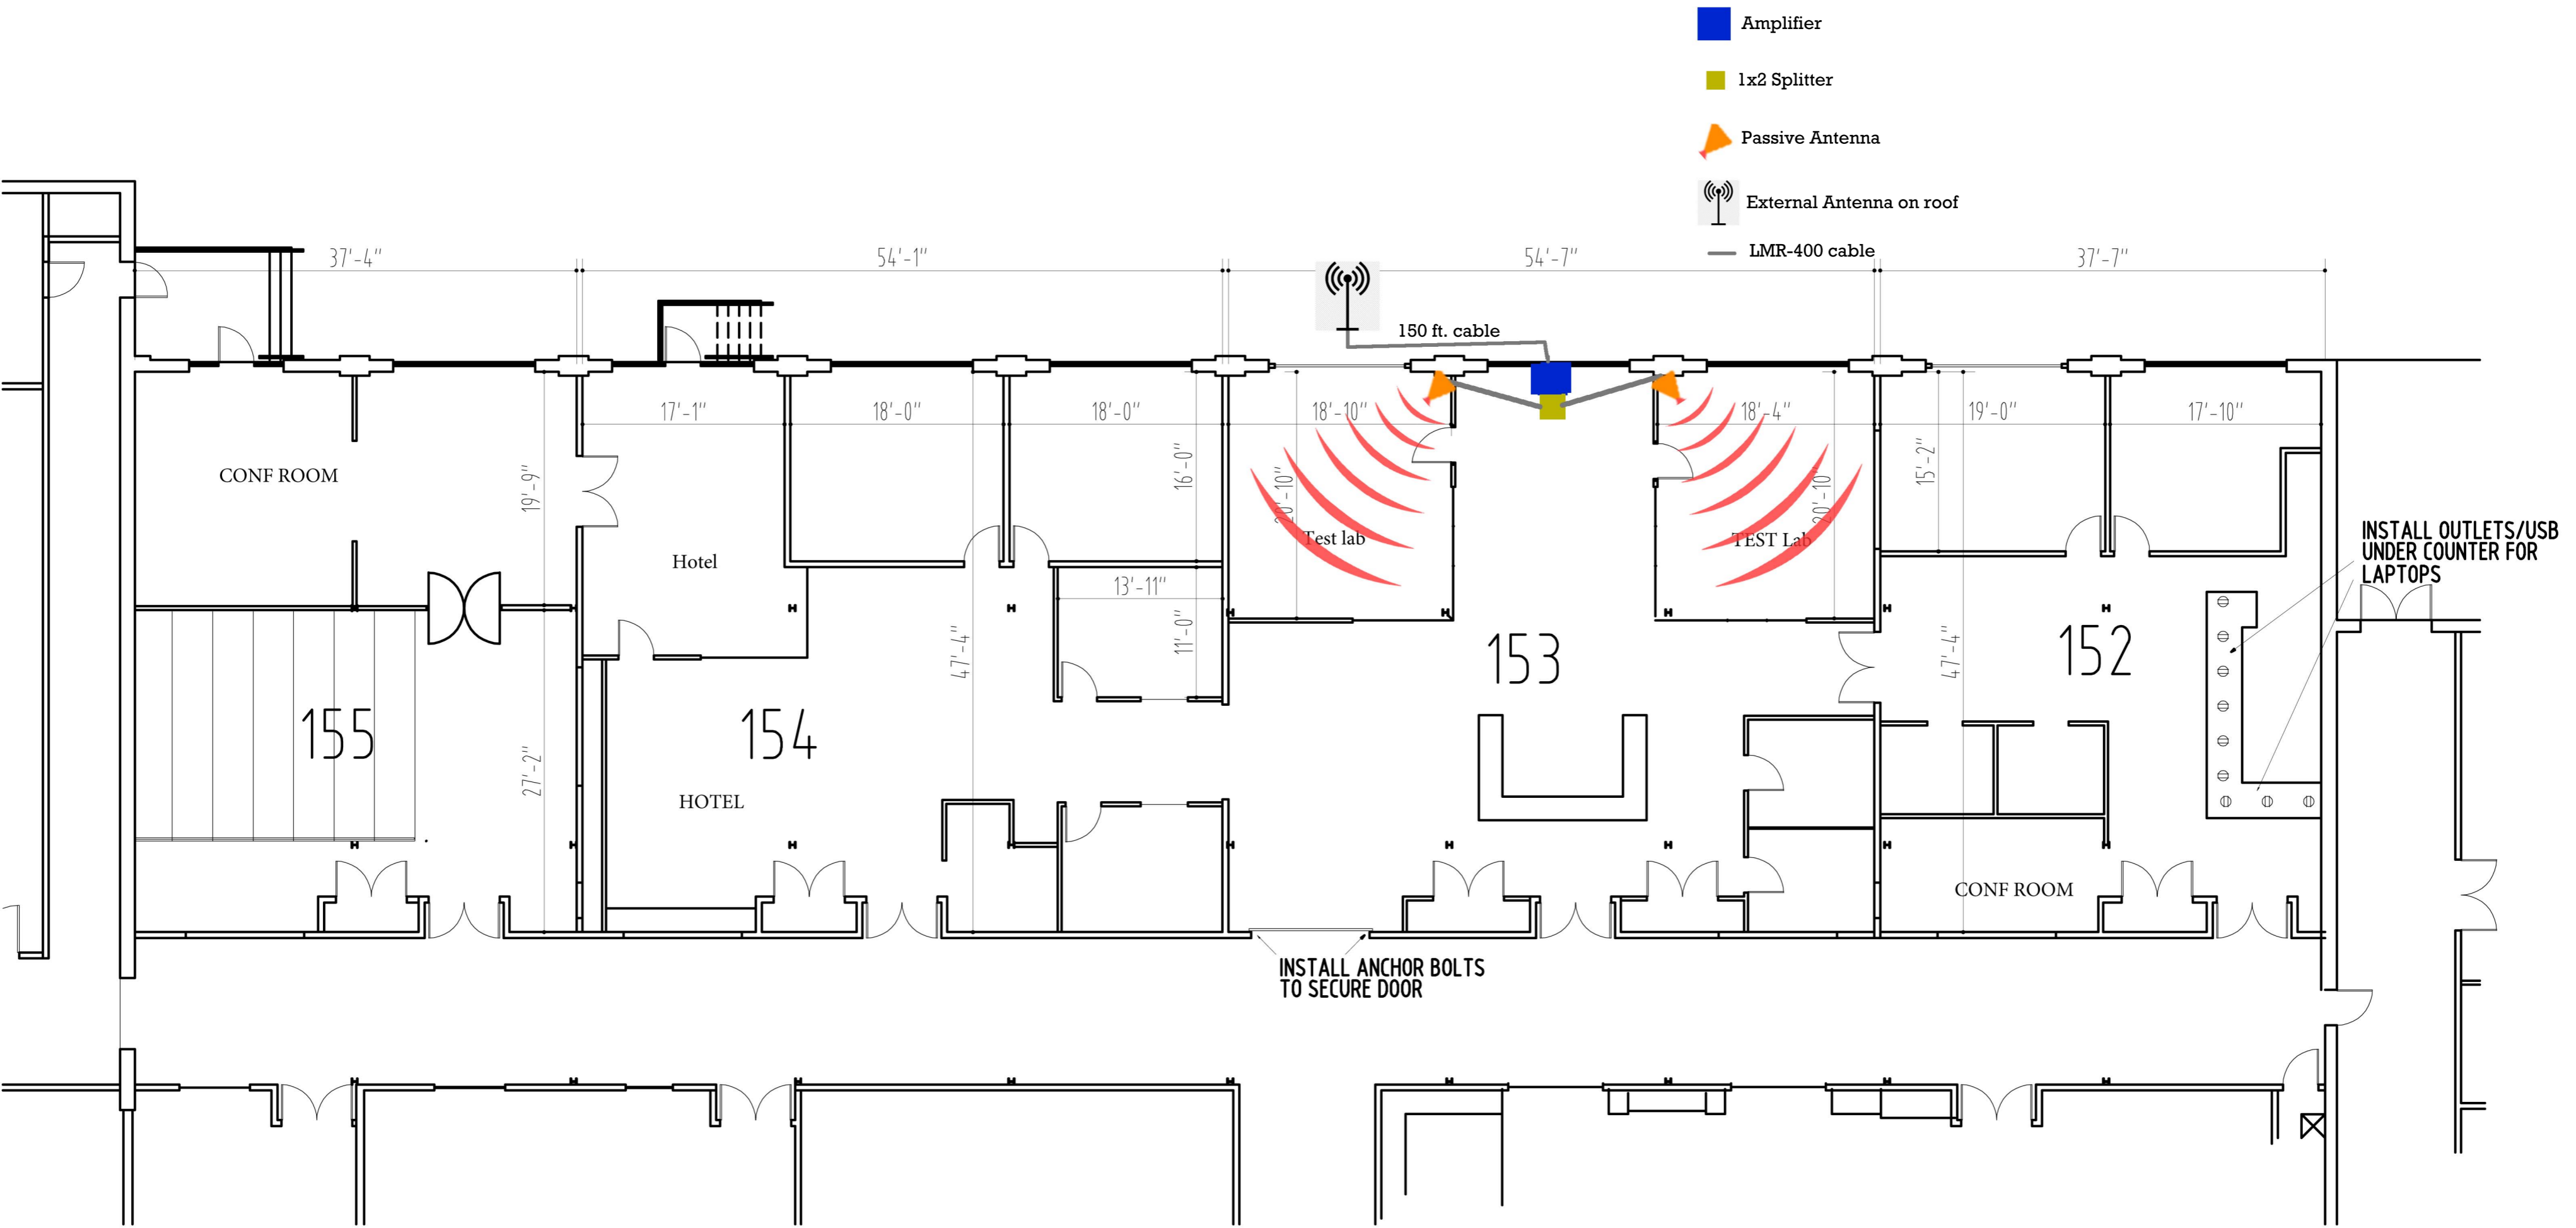 Amplifier
1x2 Splitter
Passive Antenna
External Antenna on roof
LMR-400 cable
37'-4"
54'-1"
54'-7"
37'-7"
150 ft. cable
17'-1"
18'-0"
18'-0"
18'-10"
18'-4"
19'-0"
17'-10"
CONF ROOM
19'-9"
16'-0"
20'-10"
20'-10"
15'-2"
Hotel
Test lab
TEST Lab
INSTALL OUTLETS/USB
UNDER COUNTER FOR
LAPTOPS
13'-11"
11'-0"
47'-4"
47'-4"
153
152
155
154
27'-2"
HOTEL
CONF ROOM
INSTALL ANCHOR BOLTS
TO SECURE DOOR